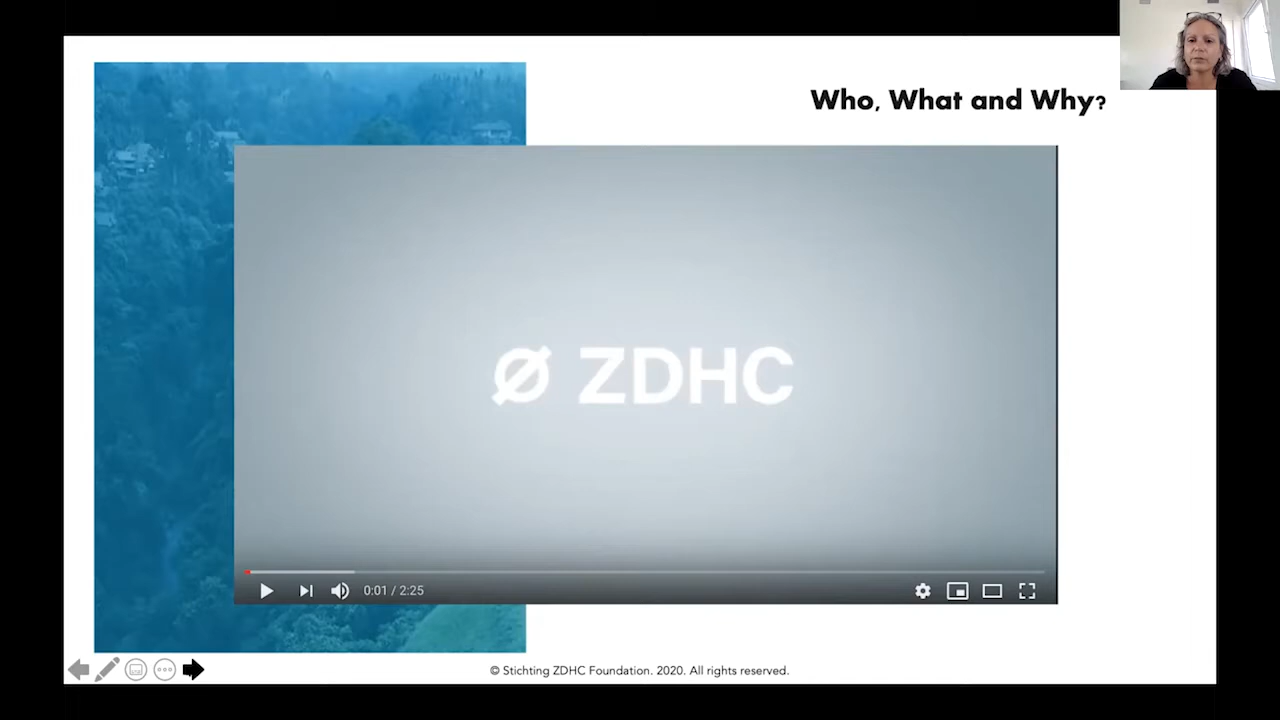 Who, What and Why?
Ø ZDHC
0:01 / 2:25
© Stichting ZDHC Foundation. 2020. All rights reserved.